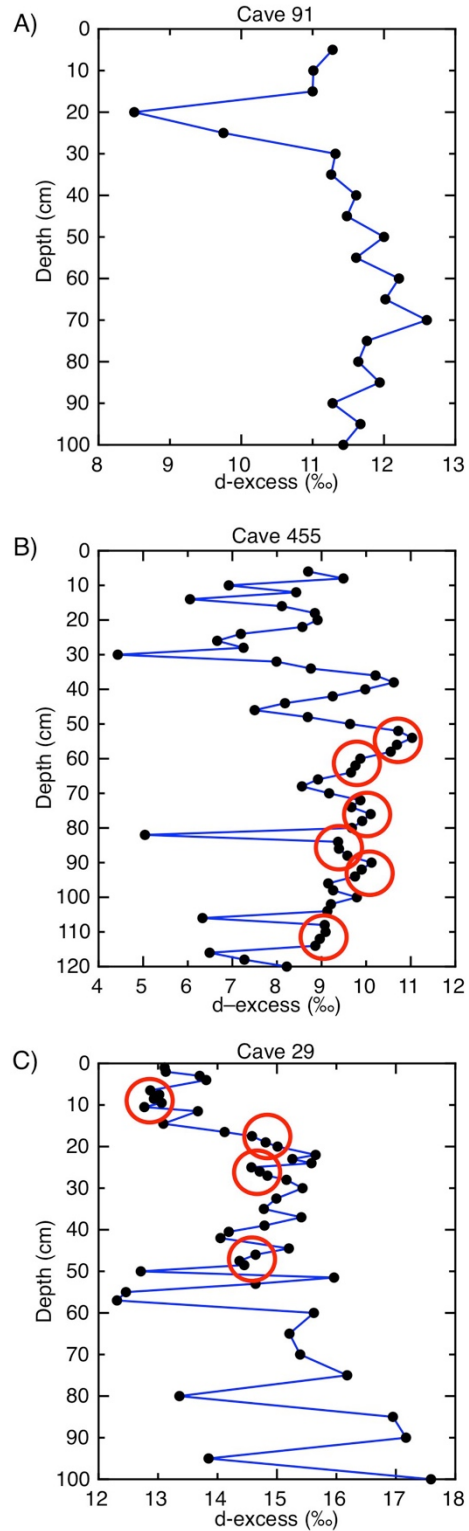 A)
Cave 91
0
10
20
30
40
50
60
70
80
90
100
Depth (cm)
8 9 10 11 12 13
d-excess (‰)
B)
Cave 455
0
10
20
30
40
50
60
70
80
90
100
110
120
Depth (cm)
4 5 6 7 8 9 10 11 12
d–excess (‰)
C)
Cave 29
0
10
20
30
40
50
60
70
80
90
100
Depth (cm)
12 13 14 15 16 17 18
d-excess (‰)